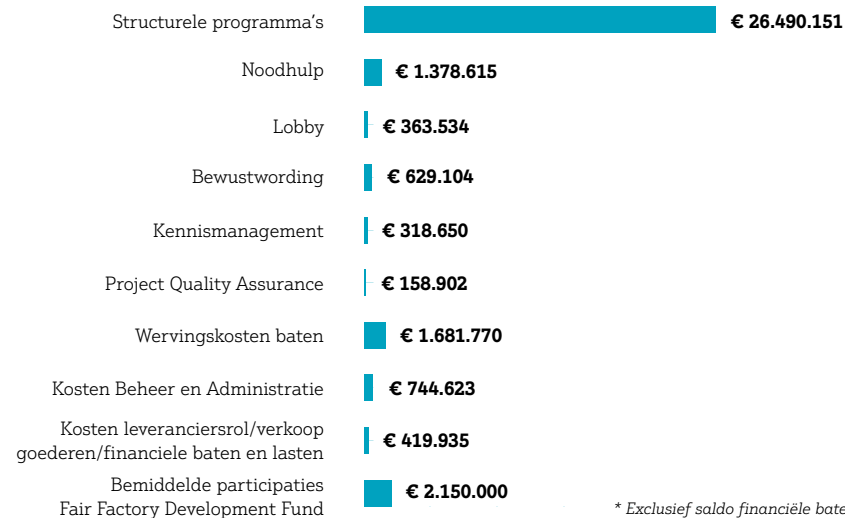 Structurele programma's € 26.490.151
Noodhulp € 1.378.615
Lobby € 363.534
Bewustwording € 629.104
Kennismanagement € 318.650
Project Quality Assurance € 158.902
Wervingskosten baten € 1.681.770
Kosten Beheer en Administratie € 744.623
Kosten leveranciersrol/verkoop
goederen/financiele baten en lasten € 419.935
Bemiddelde participaties
Fair Factory Development Fund € 2.150.000
* Exclusief saldo financiële bate